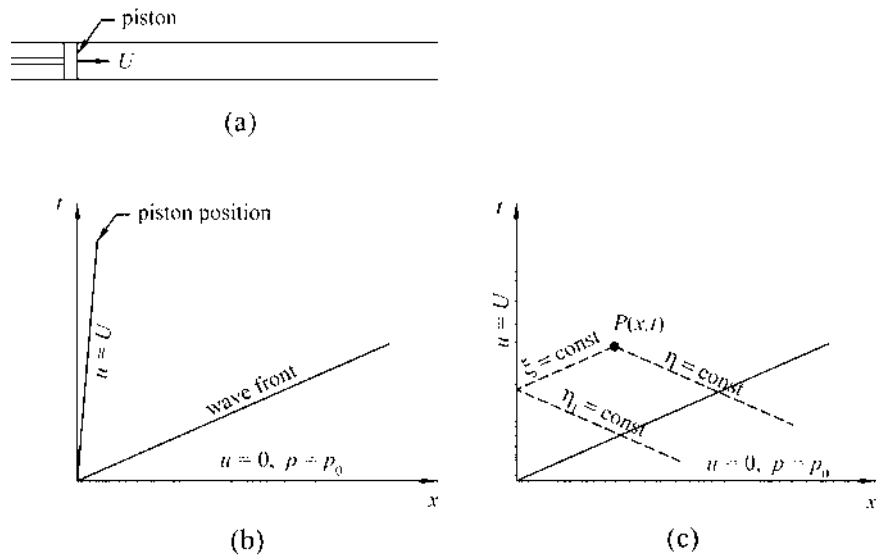 piston
U
(a)
t
piston position
u = U
wave front
u = 0, p = p₀
x
(b)
t
u = U
P(x,t)
ξ = const
η = const
η₁ = const
u = 0, p = p₀
x
(c)